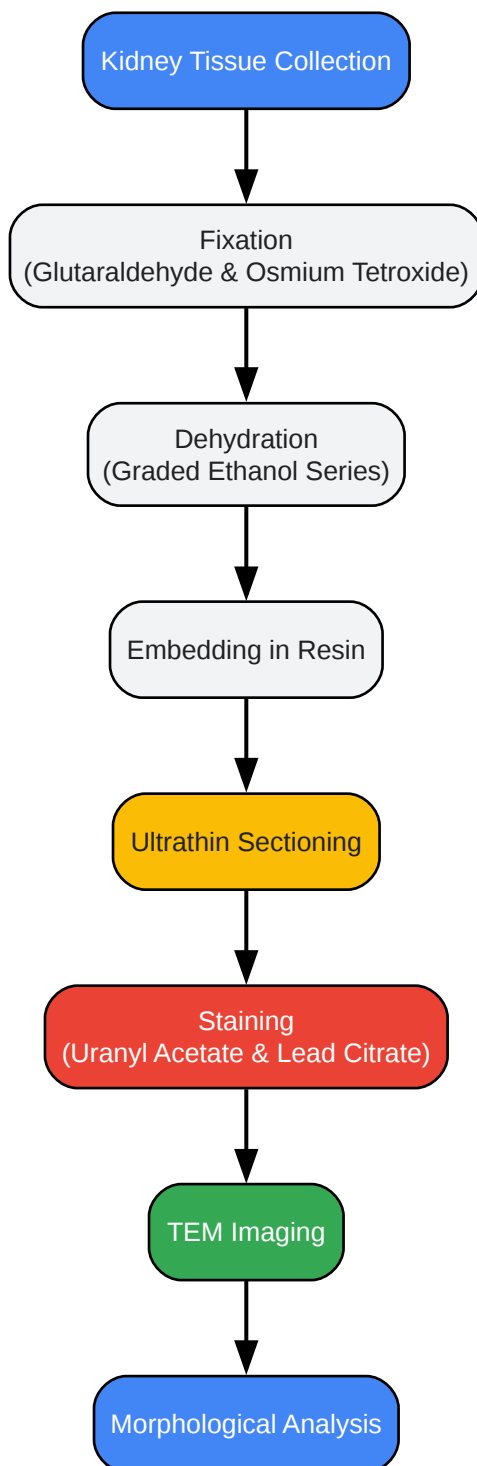 Kidney Tissue Collection
Fixation
(Glutaraldehyde & Osmium Tetroxide)
Dehydration
(Graded Ethanol Series)
Embedding in Resin
Ultrathin Sectioning
Staining
(Uranyl Acetate & Lead Citrate)
TEM Imaging
Morphological Analysis